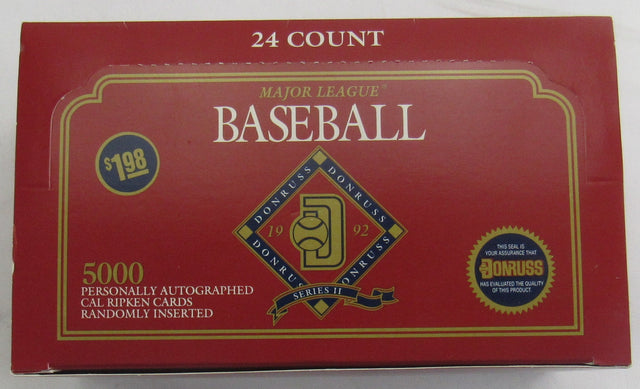 24 COUNT
MAJOR LEAGUE™
BASEBALL
$1.98
DONRUSS
DONRUSS
19 92
DONRUSS
DONRUSS
SERIES II
5000
PERSONALLY AUTOGRAPHED
CAL RIPKEN CARDS
RANDOMLY INSERTED
THIS SEAL IS
YOUR ASSURANCE THAT
DONRUSS
HAS EVALUATED THE QUALITY
OF THIS PRODUCT.